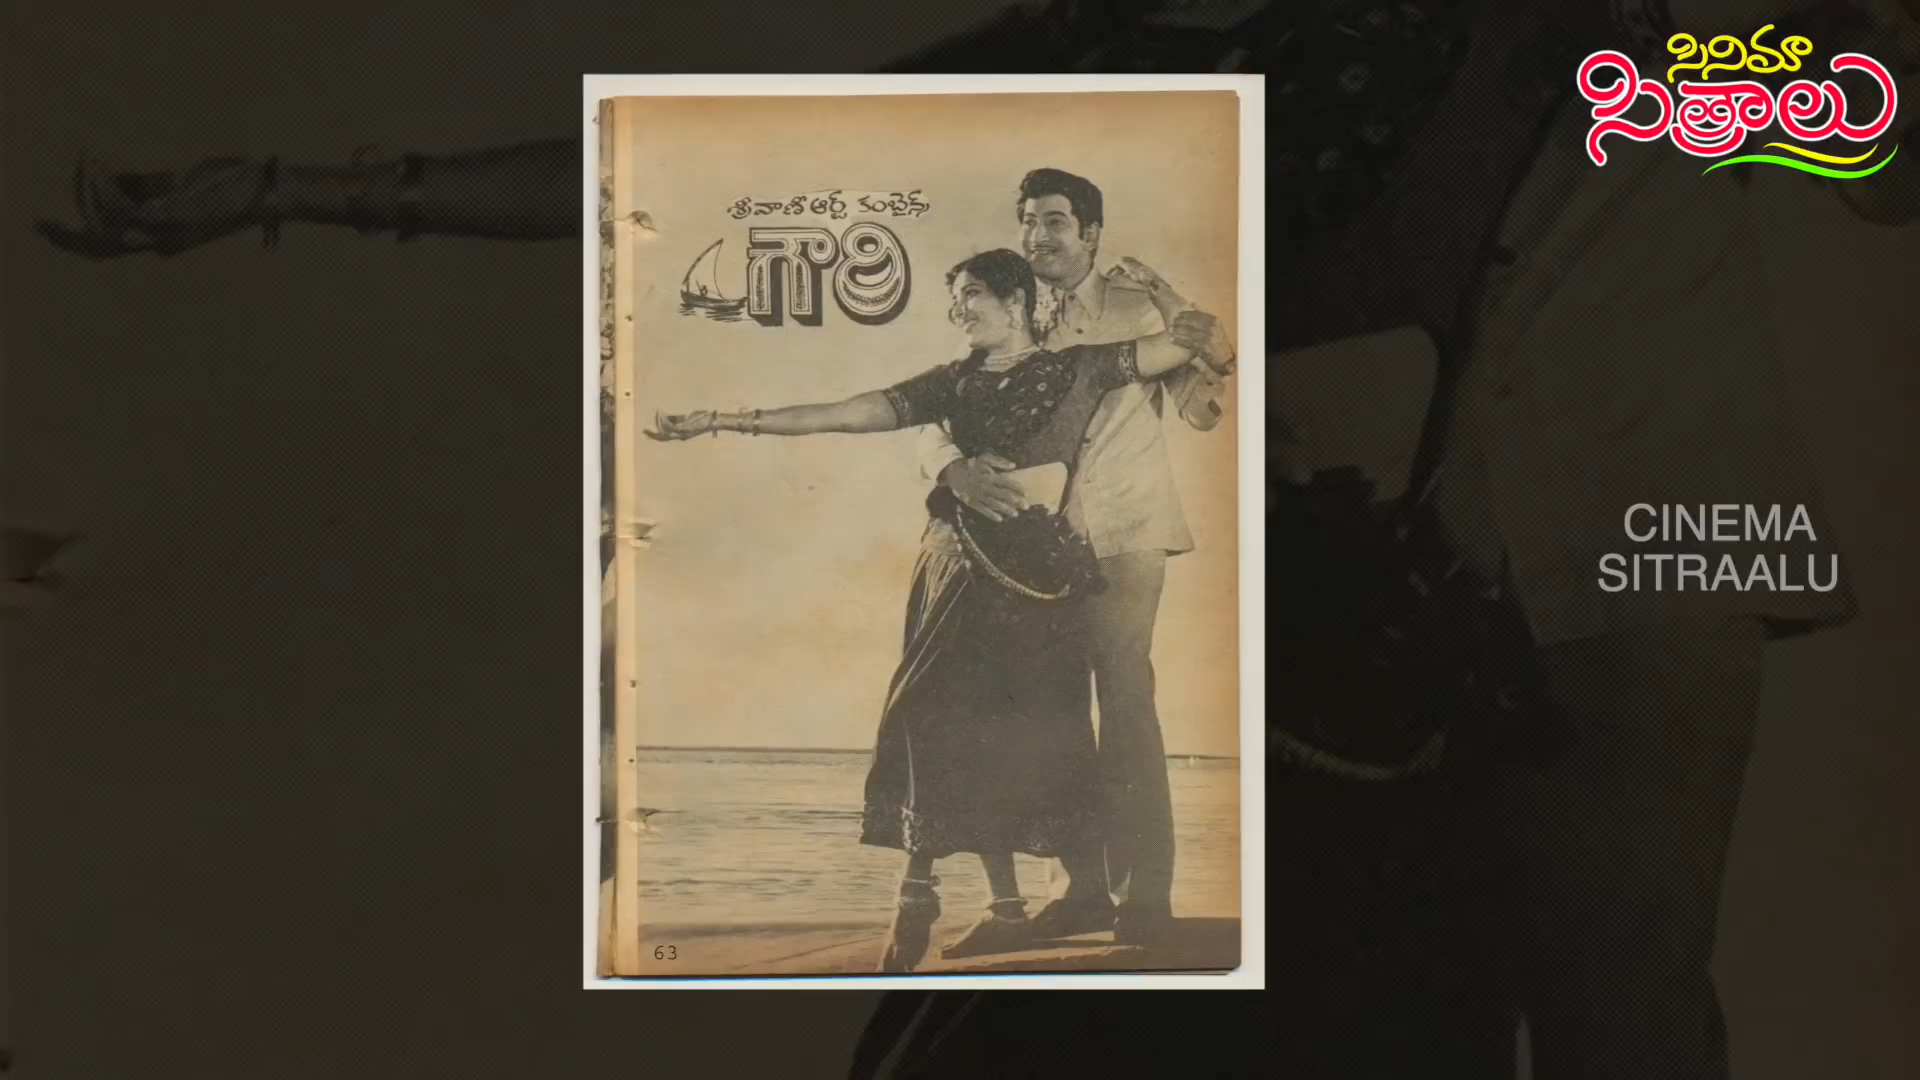 సినిమా
సిత్రాలు
శ్రీవాణి ఆర్ట్ కంబైన్స్
గౌరి
CINEMA
SITRAALU
63